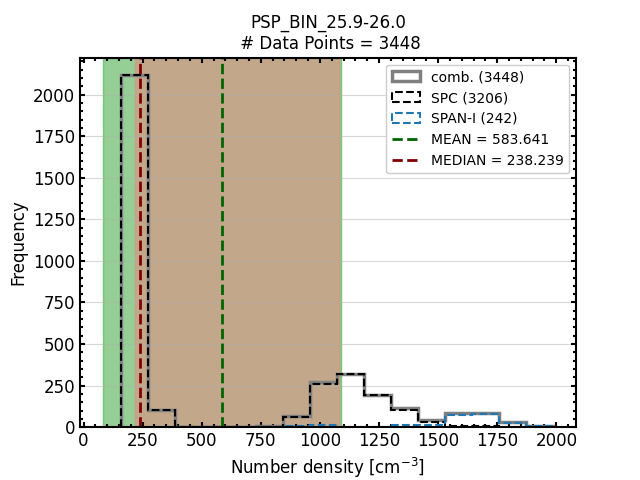 PSP_BIN_25.9-26.0
# Data Points = 3448
comb. (3448)
SPC (3206)
SPAN-I (242)
MEAN = 583.641
MEDIAN = 238.239
Frequency
2000
1750
1500
1250
1000
750
500
250
0
0 250 500 750 1000 1250 1500 1750 2000
Number density [cm⁻³]